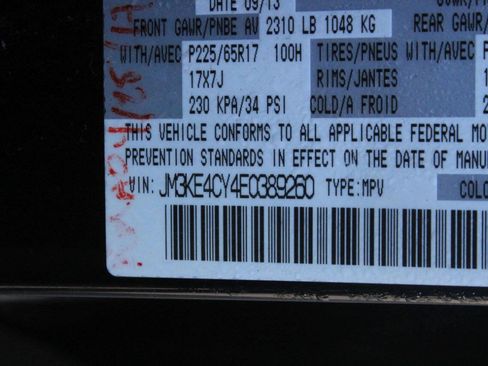 DATE 09/13
FRONT GAWR/PNBE AV 2310 LB 1048 KG REAR GAWR
WITH/AVEC P225/65R17 100H TIRES/PNEUS WITH/AVEC
17X7J RIMS/JANTES
230 KPA/34 PSI COLD/A FROID
THIS VEHICLE CONFORMS TO ALL APPLICABLE FEDERAL MO
PREVENTION STANDARDS IN EFFECT ON THE DATE OF MANU
VIN: JM3KE4CY4E0389260 TYPE:MPV COLO